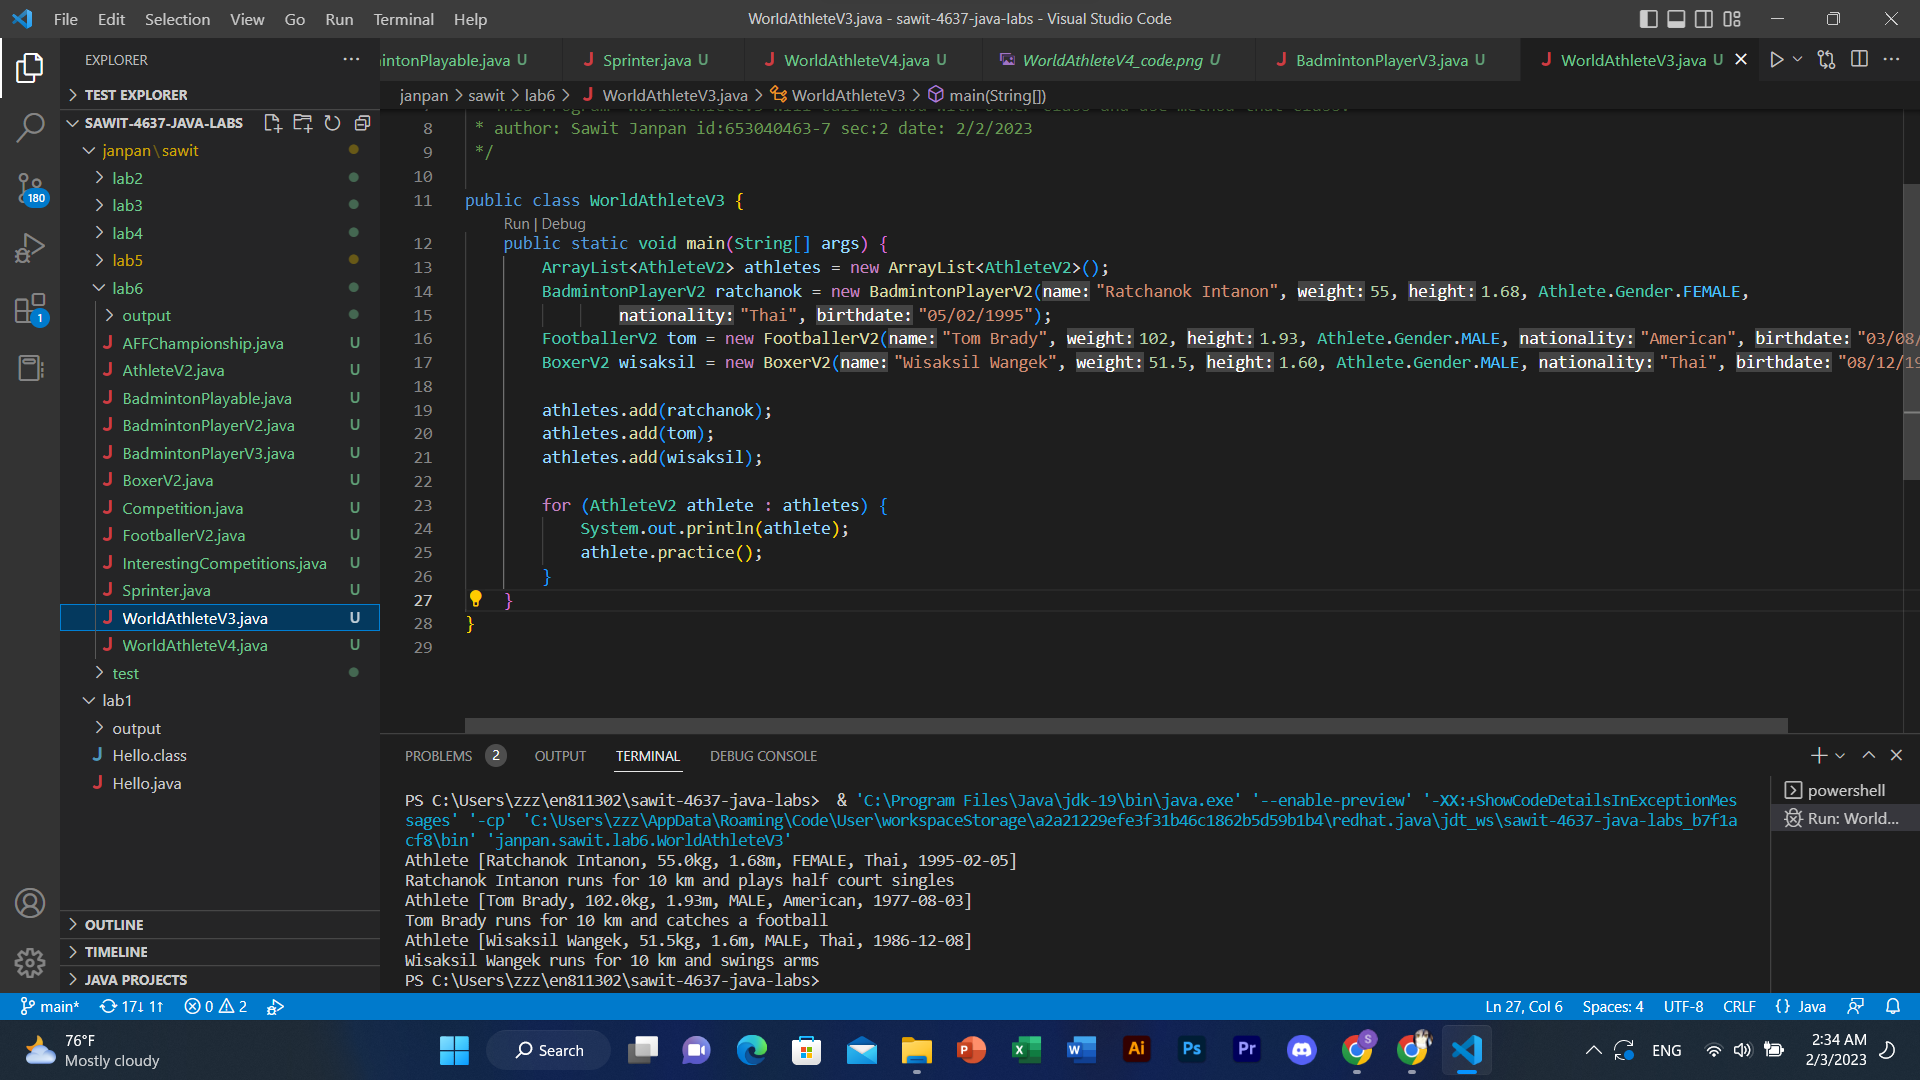 File Edit Selection View Go Run Terminal Help
WorldAthleteV3.java - sawit-4637-java-labs - Visual Studio Code
EXPLORER
TEST EXPLORER
SAWIT-4637-JAVA-LABS
janpan\sawit
lab2
lab3
lab4
lab5
lab6
output
AFFChampionship.java U
AthleteV2.java U
BadmintonPlayable.java U
BadmintonPlayerV2.java U
BadmintonPlayerV3.java U
BoxerV2.java U
Competition.java U
FootballerV2.java U
InterestingCompetitions.java U
Sprinter.java U
WorldAthleteV3.java U
WorldAthleteV4.java U
test
lab1
output
Hello.class
Hello.java
OUTLINE
TIMELINE
JAVA PROJECTS
180
1
intonPlayable.java U Sprinter.java U WorldAthleteV4.java U WorldAthleteV4_code.png U BadmintonPlayerV3.java U WorldAthleteV3.java U
janpan > sawit > lab6 > WorldAthleteV3.java > WorldAthleteV3 > main(String[])
8 * author: Sawit Janpan id:653040463-7 sec:2 date: 2/2/2023
9 */
10
11 public class WorldAthleteV3 {
Run | Debug
12 public static void main(String[] args) {
13 ArrayList<AthleteV2> athletes = new ArrayList<AthleteV2>();
14 BadmintonPlayerV2 ratchanok = new BadmintonPlayerV2(name: "Ratchanok Intanon", weight: 55, height: 1.68, Athlete.Gender.FEMALE,
15 nationality: "Thai", birthdate: "05/02/1995");
16 FootballerV2 tom = new FootballerV2(name: "Tom Brady", weight: 102, height: 1.93, Athlete.Gender.MALE, nationality: "American", birthdate: "03/08/
17 BoxerV2 wisaksil = new BoxerV2(name: "Wisaksil Wangek", weight: 51.5, height: 1.60, Athlete.Gender.MALE, nationality: "Thai", birthdate: "08/12/19
18
19 athletes.add(ratchanok);
20 athletes.add(tom);
21 athletes.add(wisaksil);
22
23 for (AthleteV2 athlete : athletes) {
24 System.out.println(athlete);
25 athlete.practice();
26 }
27 }
28 }
29
PROBLEMS 2 OUTPUT TERMINAL DEBUG CONSOLE
PS C:\Users\zzz\en811302\sawit-4637-java-labs> & 'C:\Program Files\Java\jdk-19\bin\java.exe' '--enable-preview' '-XX:+ShowCodeDetailsInExceptionMes
sages' '-cp' 'C:\Users\zzz\AppData\Roaming\Code\User\workspaceStorage\a2a21229efe3f31b46c1862b5d59b1b4\redhat.java\jdt_ws\sawit-4637-java-labs_b7f1a
cf8\bin' 'janpan.sawit.lab6.WorldAthleteV3'
Athlete [Ratchanok Intanon, 55.0kg, 1.68m, FEMALE, Thai, 1995-02-05]
Ratchanok Intanon runs for 10 km and plays half court singles
Athlete [Tom Brady, 102.0kg, 1.93m, MALE, American, 1977-08-03]
Tom Brady runs for 10 km and catches a football
Athlete [Wisaksil Wangek, 51.5kg, 1.6m, MALE, Thai, 1986-12-08]
Wisaksil Wangek runs for 10 km and swings arms
PS C:\Users\zzz\en811302\sawit-4637-java-labs>
powershell
Run: World...
main* 17↓ 1↑ 0 2
Ln 27, Col 6 Spaces: 4 UTF-8 CRLF {} Java
76°F
Mostly cloudy
Search
Ai Ps Pr
ENG
2:34 AM
2/3/2023